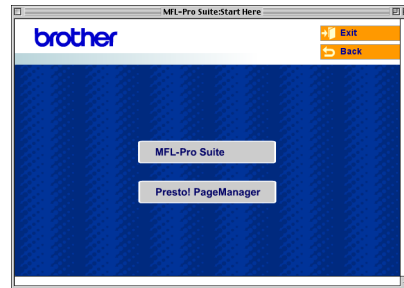 MFL-Pro Suite:Start Here
brother
Exit
Back
MFL-Pro Suite
Presto! PageManager